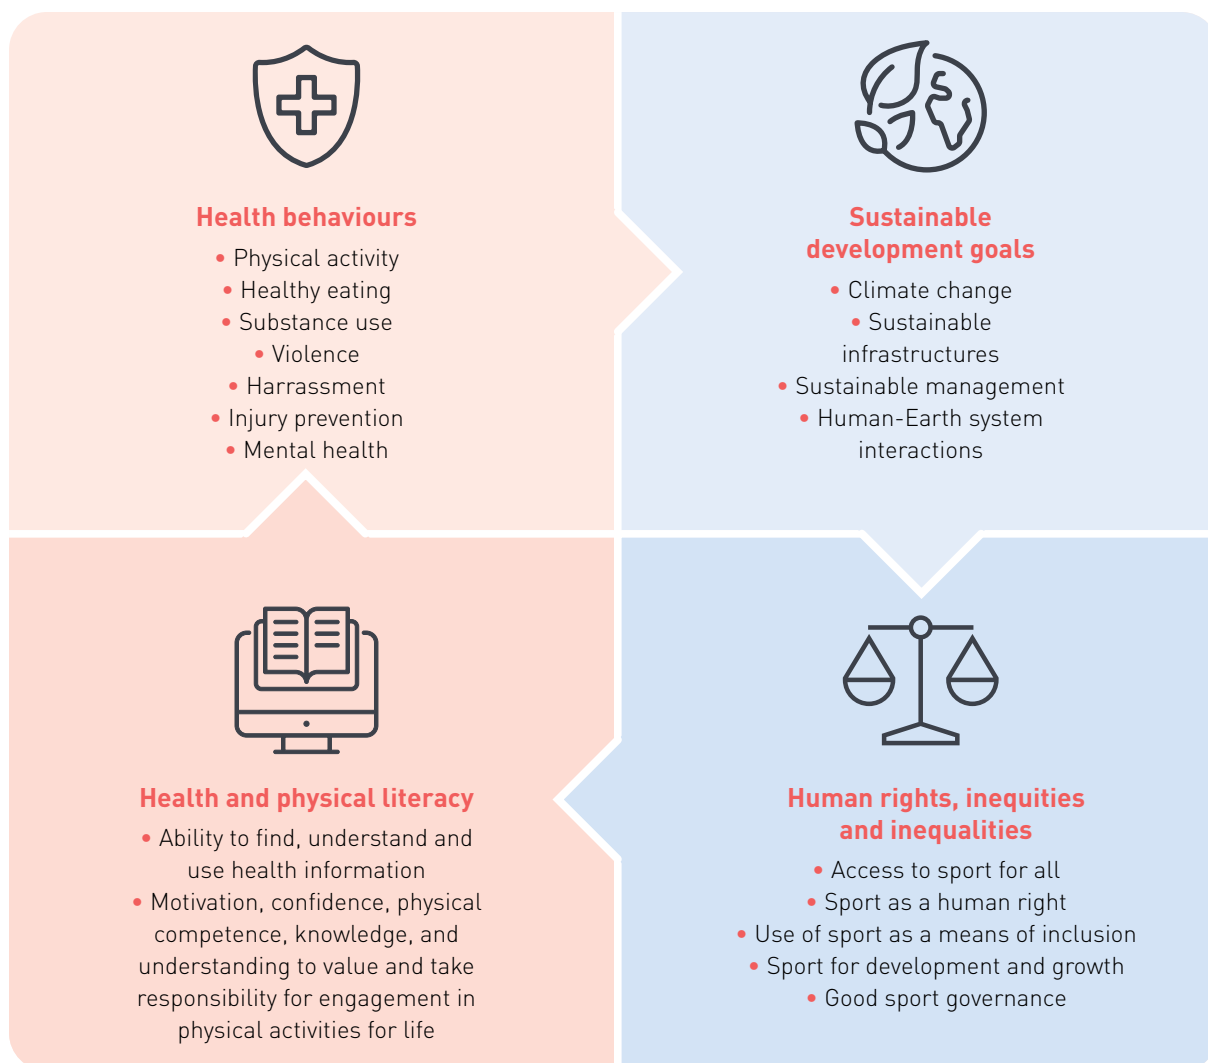 Health behaviours
• Physical activity
• Healthy eating
• Substance use
• Violence
• Harrassment
• Injury prevention
• Mental health
Sustainable
development goals
• Climate change
• Sustainable
infrastructures
• Sustainable management
• Human-Earth system
interactions
Health and physical literacy
• Ability to find, understand and
use health information
• Motivation, confidence, physical
competence, knowledge, and
understanding to value and take
responsibility for engagement in
physical activities for life
Human rights, inequities
and inequalities
• Access to sport for all
• Sport as a human right
• Use of sport as a means of inclusion
• Sport for development and growth
• Good sport governance